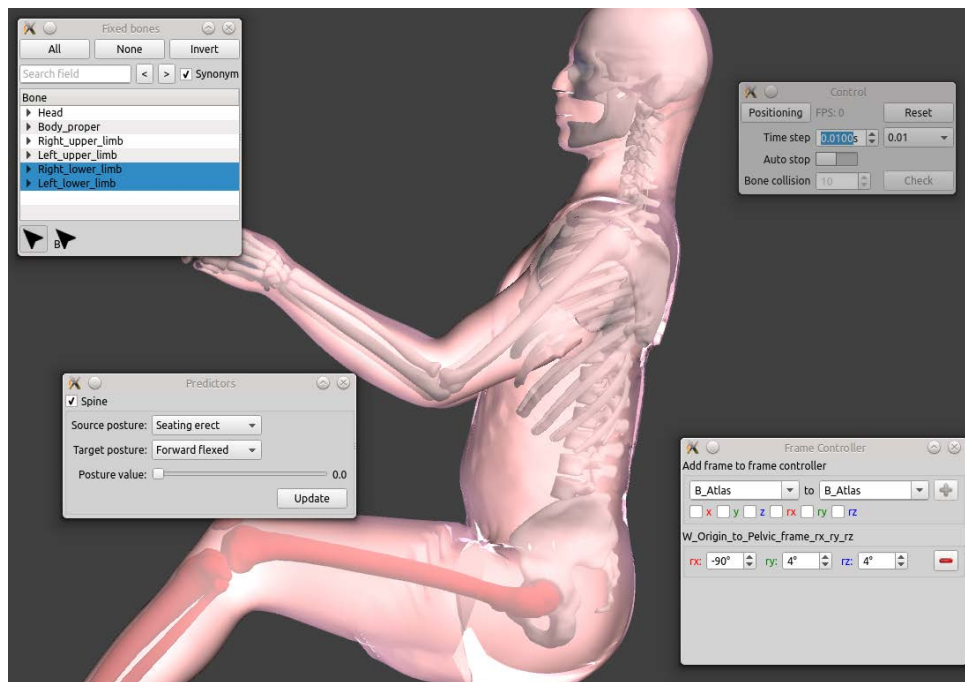 Fixed bones
All None Invert
Search field < > Synonym
Bone
Head
Body_proper
Right_upper_limb
Left_upper_limb
Right_lower_limb
Left_lower_limb
B
Control
Positioning FPS: 0 Reset
Time step 0.0100s 0.01
Auto stop
Bone collision 10 Check
Predictors
Spine
Source posture: Seating erect
Target posture: Forward flexed
Posture value: 0.0
Update
Frame Controller
Add frame to frame controller
B_Atlas to B_Atlas
x y z rx ry rz
W_Origin_to_Pelvic_frame_rx_ry_rz
rx: -90° ry: 4° rz: 4°